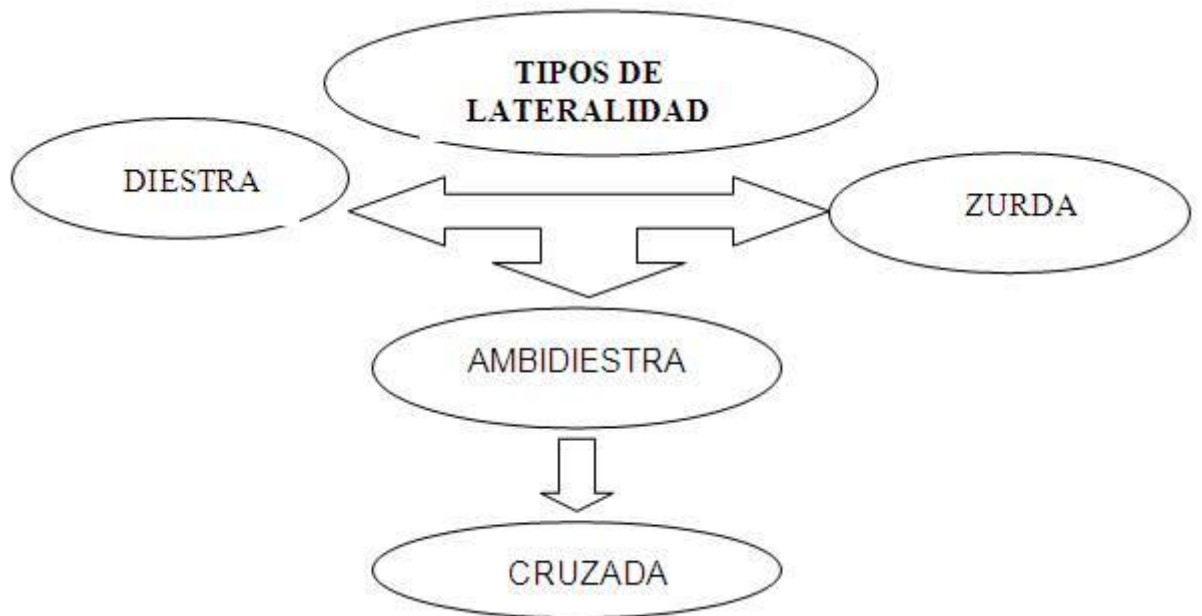 TIPOS DE
LATERALIDAD
DIESTRA
ZURDA
AMBIDIESTRA
CRUZADA